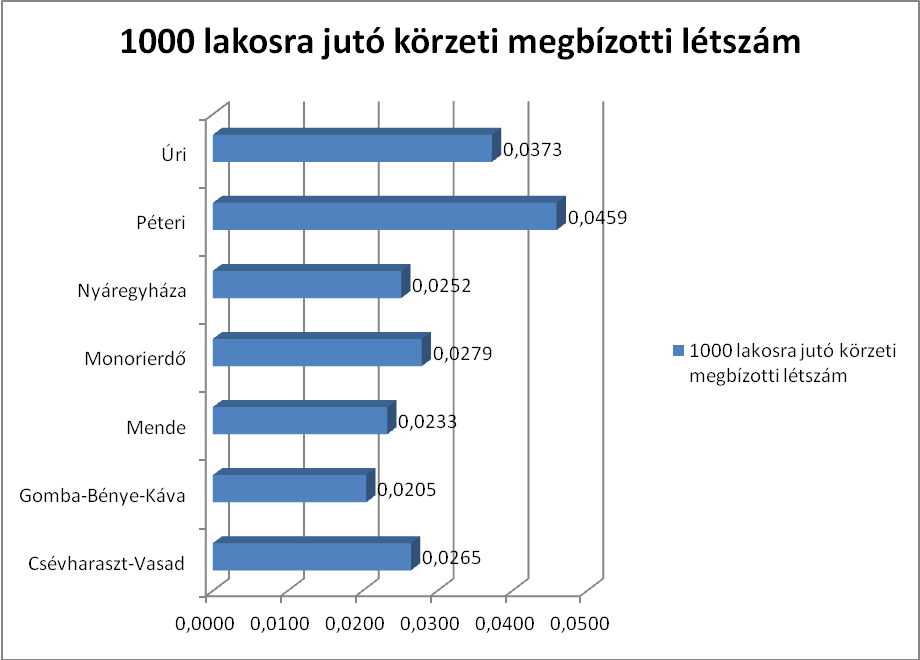 1000 lakosra jutó körzeti megbízotti létszám
Úri
0,0373
Péteri
0,0459
Nyáregyháza
0,0252
Monorierdő
0,0279
Mende
0,0233
Gomba-Bénye-Káva
0,0205
Csévharaszt-Vasad
0,0265
0,0000 0,0100 0,0200 0,0300 0,0400 0,0500
1000 lakosra jutó körzeti
megbízotti létszám